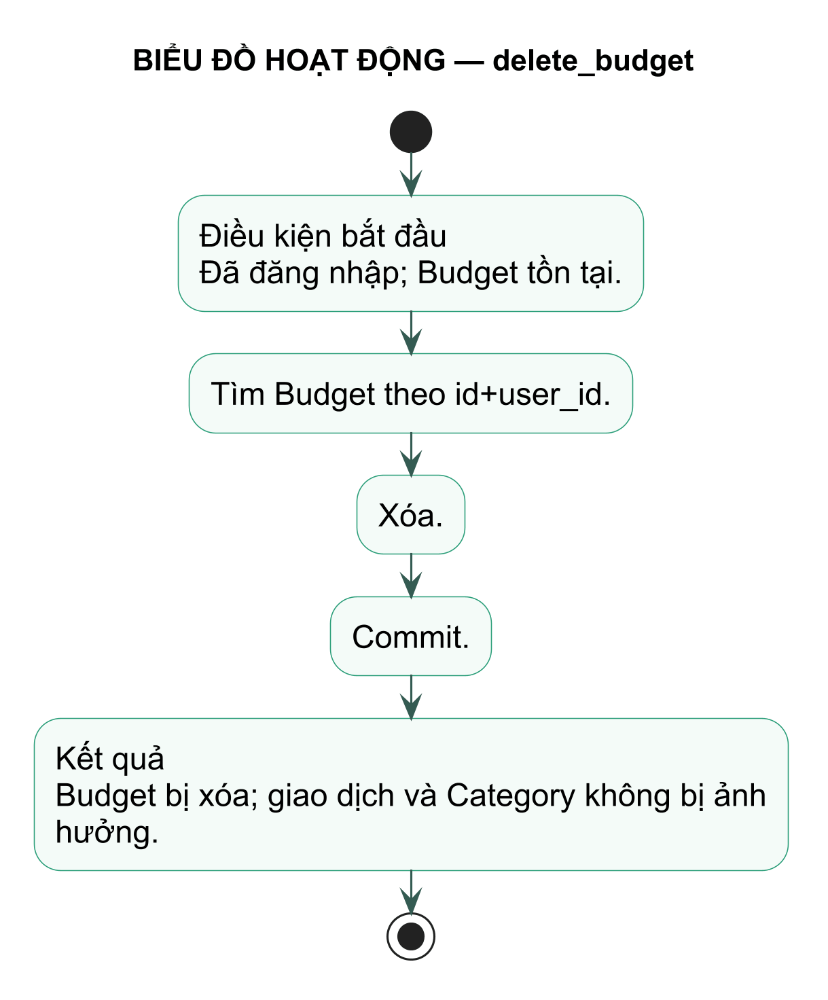 BIỂU ĐỒ HOẠT ĐỘNG — delete_budget
Điều kiện bắt đầu
Đã đăng nhập; Budget tồn tại.
Tìm Budget theo id+user_id.
Xóa.
Commit.
Kết quả
Budget bị xóa; giao dịch và Category không bị ảnh
hưởng.